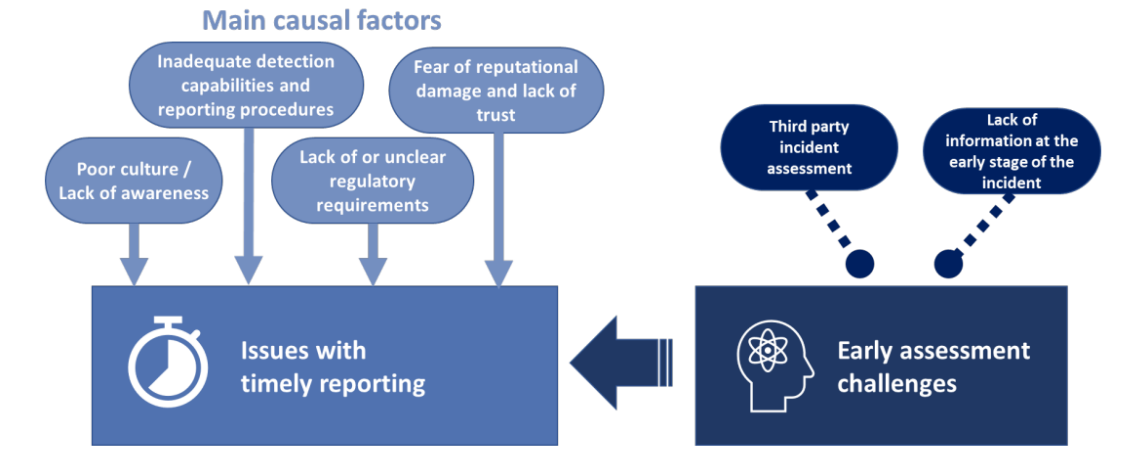 Main causal factors
Inadequate detection
capabilities and
reporting procedures
Fear of reputational
damage and lack of
trust
Poor culture /
Lack of awareness
Lack of or unclear
regulatory
requirements
Third party
incident
assessment
Lack of
information at the
early stage of the
incident
Issues with
timely reporting
Early assessment
challenges